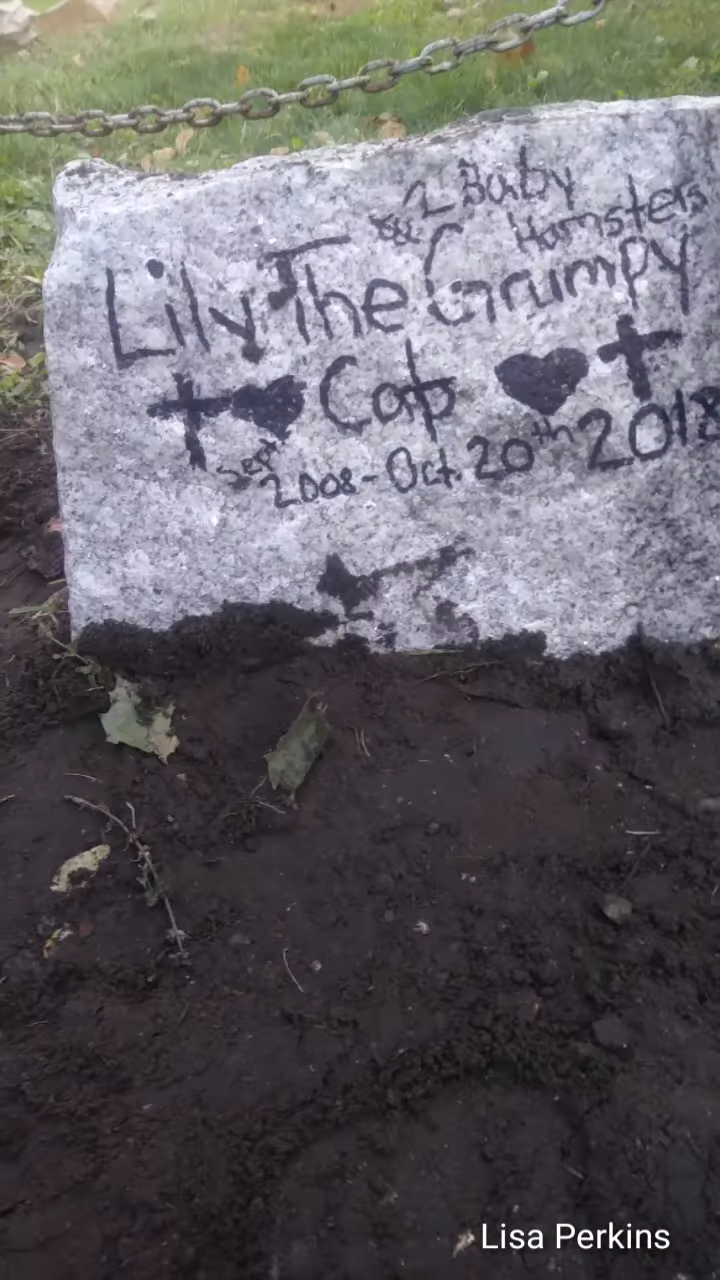 & 2 Baby
Hamsters
Lily The Grumpy
Cat
Sept 2008 - Oct. 20th 2018
Lisa Perkins